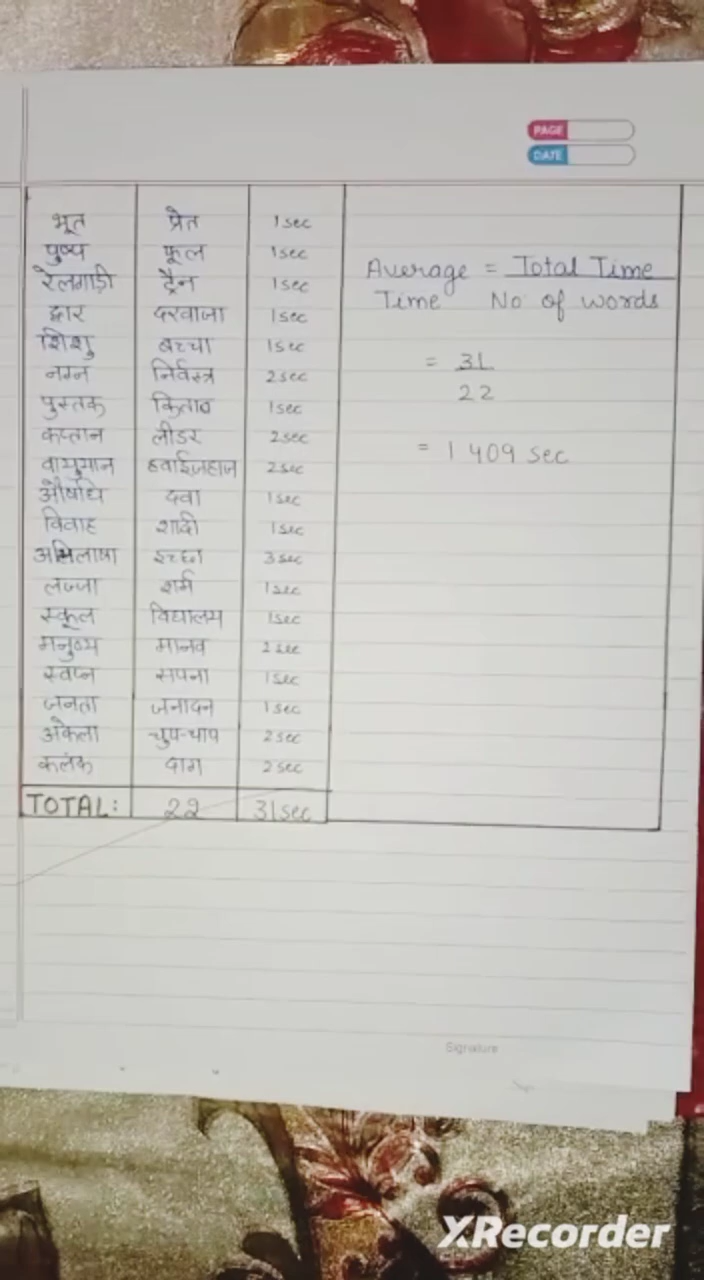 PAGE
DATE
भूत प्रेत 1sec
पुष्प फूल 1sec
रेलगाड़ी ट्रैन 1sec
द्वार दरवाजा 1sec
शिशु बच्चा 1sec
नग्न निर्वस्त्र 2sec
पुस्तक किताब 1sec
कप्तान लीडर 2sec
वायुयान हवाईजहाज 2sec
औषधि दवा 1sec
विवाह शादी 1sec
अभिलाषा इच्छा 3sec
लज्जा शर्म 1sec
स्कूल विद्यालय 1sec
मनुष्य मानव 2sec
स्वप्न सपना 1sec
जनता जनादन 1sec
अकेला चुप-चाप 2sec
कलंक दाग 2sec
TOTAL: 22 31sec
Average = Total Time
Time No of words
= 31
22
= 1 409 sec
Signature
XRecorder